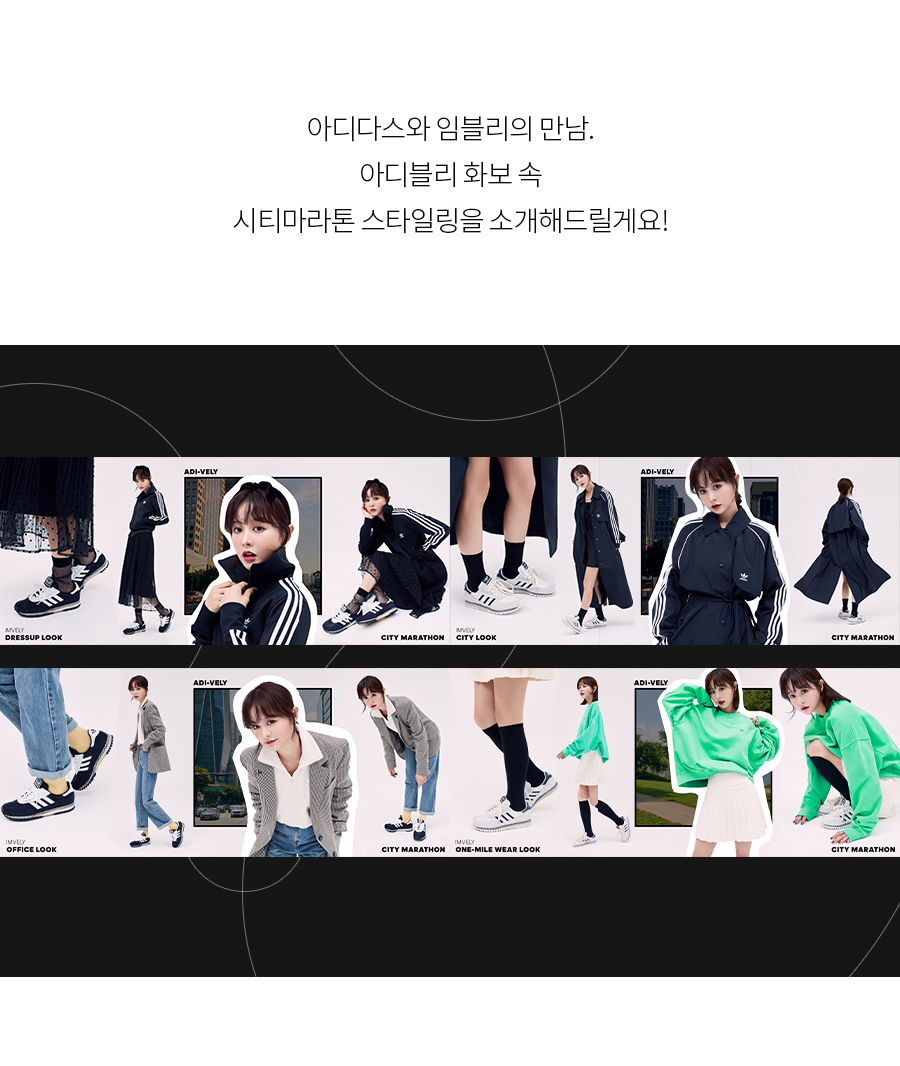 아디다스와 임블리의 만남.
아디블리 화보 속
시티마라톤 스타일링을 소개해드릴게요!
ADI-VELY
IMVELY
DRESSUP LOOK
CITY MARATHON
ADI-VELY
IMVELY
CITY LOOK
CITY MARATHON
ADI-VELY
IMVELY
OFFICE LOOK
CITY MARATHON
ADI-VELY
IMVELY
ONE-MILE WEAR LOOK
CITY MARATHON